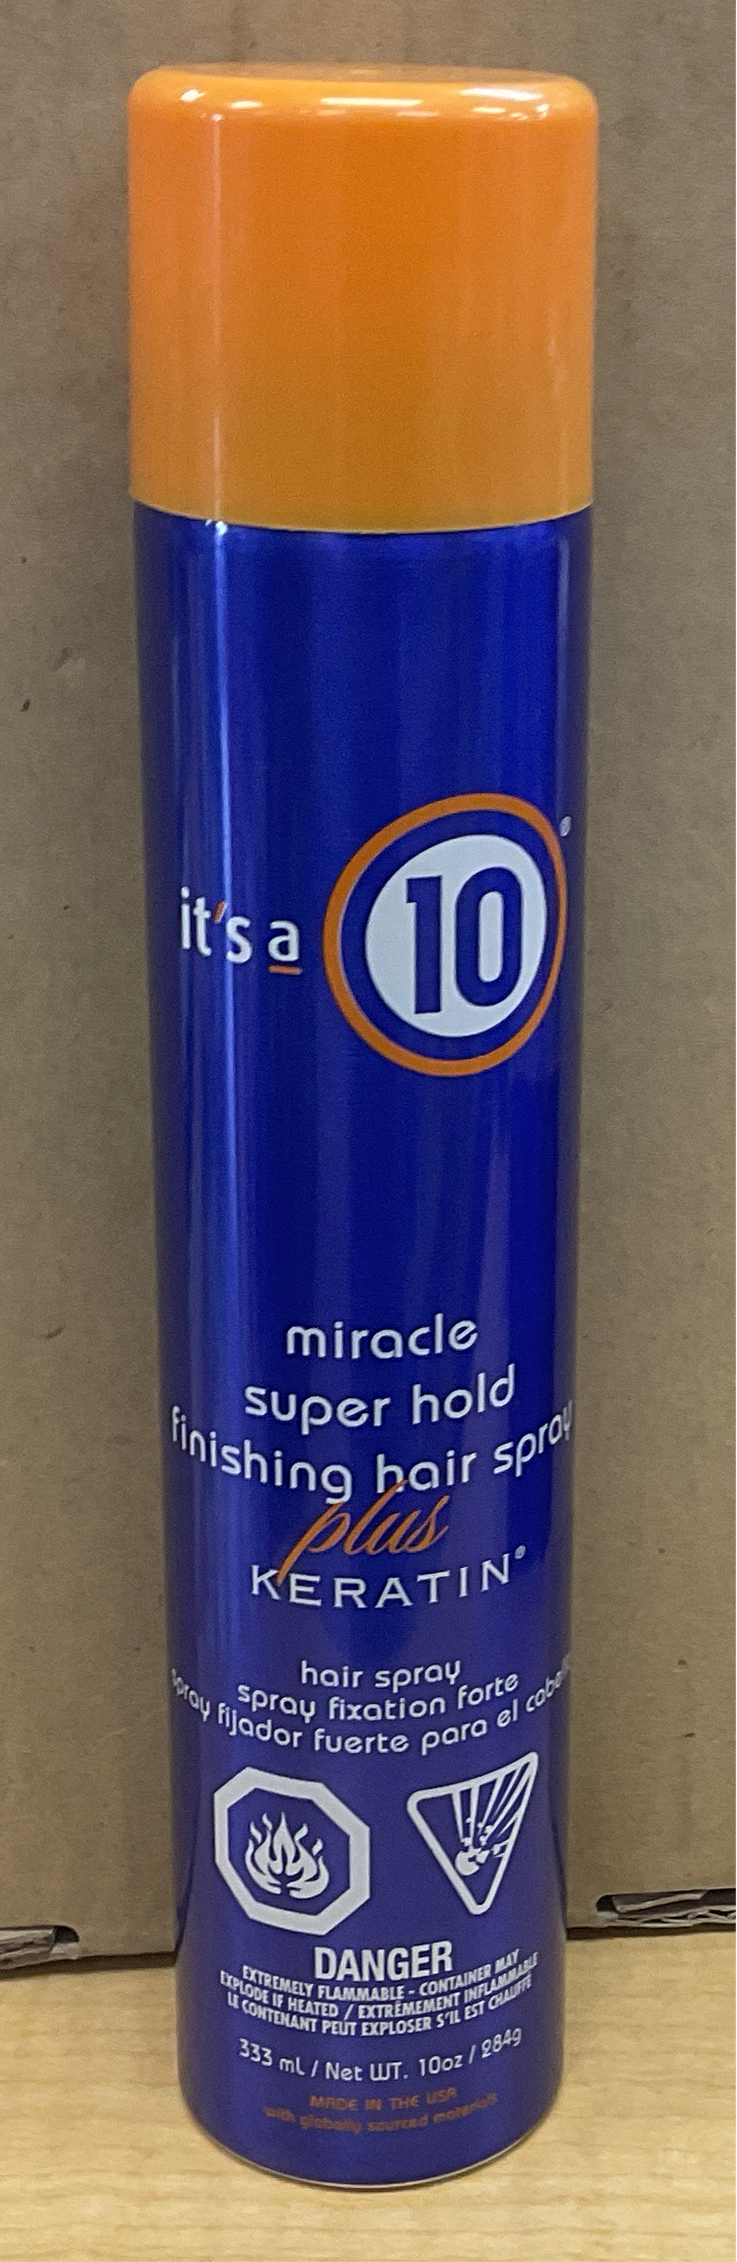 it's a 10®
miracle
super hold
finishing hair spray
plus
KERATIN®
hair spray
spray fixation forte
spray fijador fuerte para el cabello
DANGER
EXTREMELY FLAMMABLE - CONTAINER MAY
EXPLODE IF HEATED / EXTRÊMEMENT INFLAMMABLE
LE CONTENANT PEUT EXPLOSER S'IL EST CHAUFFÉ
333 mL / Net WT. 10oz / 284g
MADE IN THE USA
with globally sourced materials